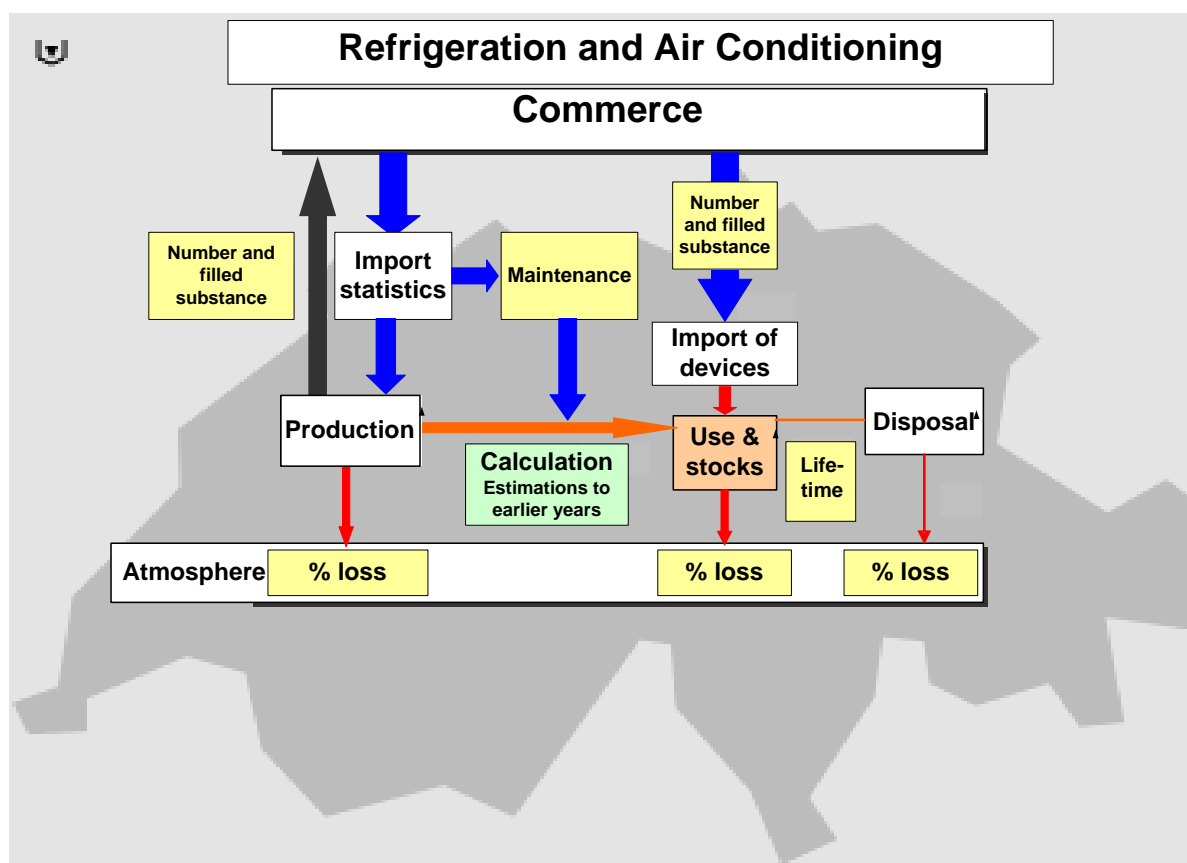 Refrigeration and Air Conditioning
Commerce
Number and
filled
substance
Import
statistics
Maintenance
Number
and filled
substance
Import of
devices
Production
Calculation
Estimations to
earlier years
Use &
stocks
Life-
time
Disposal
Atmosphere
% loss
% loss
% loss